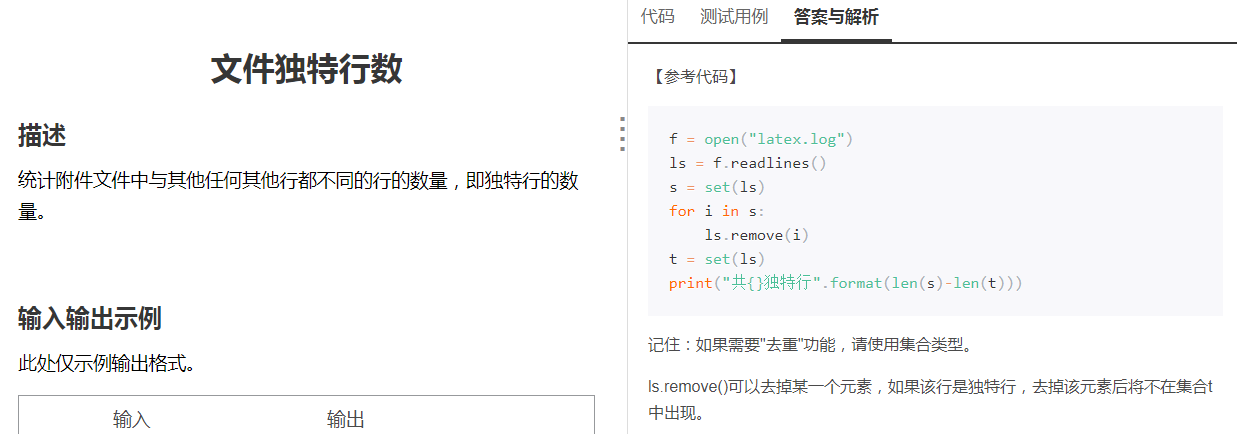 文件独特行数
描述
统计附件文件中与其他任何其他行都不同的行的数量，即独特行的数
量。
输入输出示例
此处仅示例输出格式。
输入 输出
代码 测试用例 答案与解析
【参考代码】
f = open("latex.log")
ls = f.readlines()
s = set(ls)
for i in s:
    ls.remove(i)
t = set(ls)
print("共{}独特行".format(len(s)-len(t)))
记住：如果需要"去重"功能，请使用集合类型。
ls.remove()可以去掉某一个元素，如果该行是独特行，去掉该元素后将不在集合t
中出现。